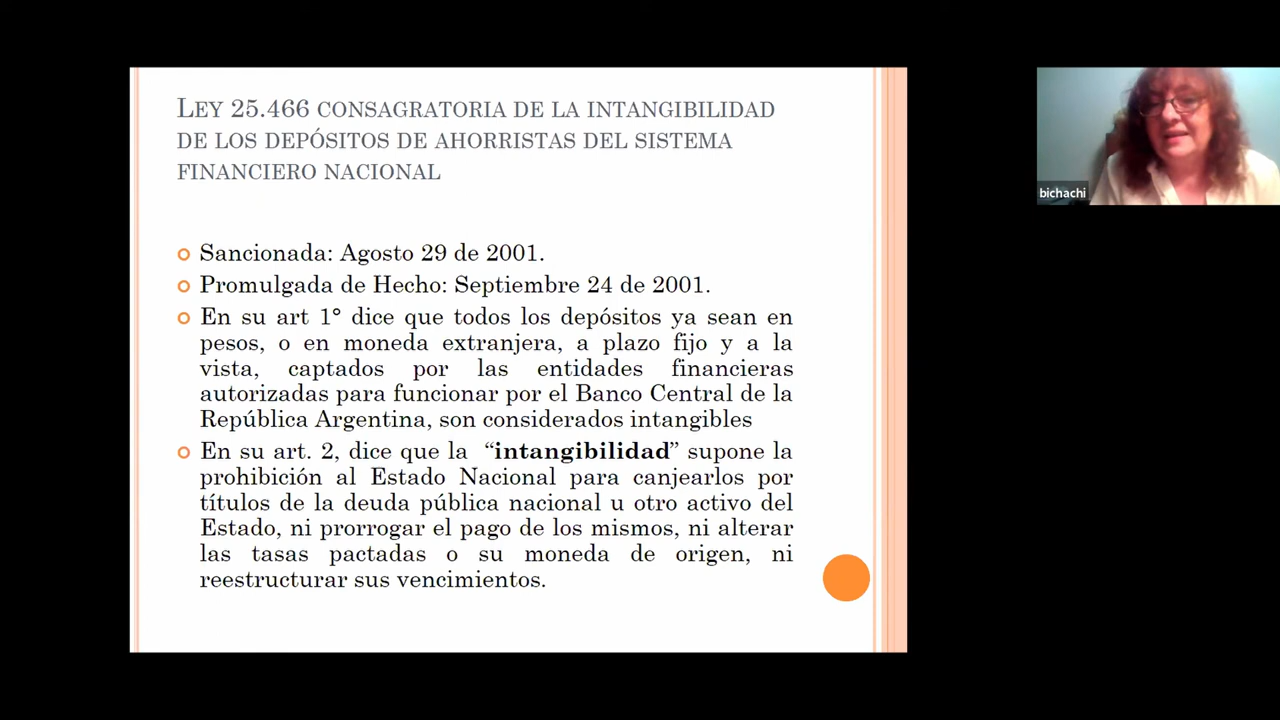 LEY 25.466 CONSAGRATORIA DE LA INTANGIBILIDAD
DE LOS DEPÓSITOS DE AHORRISTAS DEL SISTEMA
FINANCIERO NACIONAL
Sancionada: Agosto 29 de 2001.
Promulgada de Hecho: Septiembre 24 de 2001.
En su art 1° dice que todos los depósitos ya sean en
pesos, o en moneda extranjera, a plazo fijo y a la
vista, captados por las entidades financieras
autorizadas para funcionar por el Banco Central de la
República Argentina, son considerados intangibles
En su art. 2, dice que la “intangibilidad” supone la
prohibición al Estado Nacional para canjearlos por
títulos de la deuda pública nacional u otro activo del
Estado, ni prorrogar el pago de los mismos, ni alterar
las tasas pactadas o su moneda de origen, ni
reestructurar sus vencimientos.
bichachi